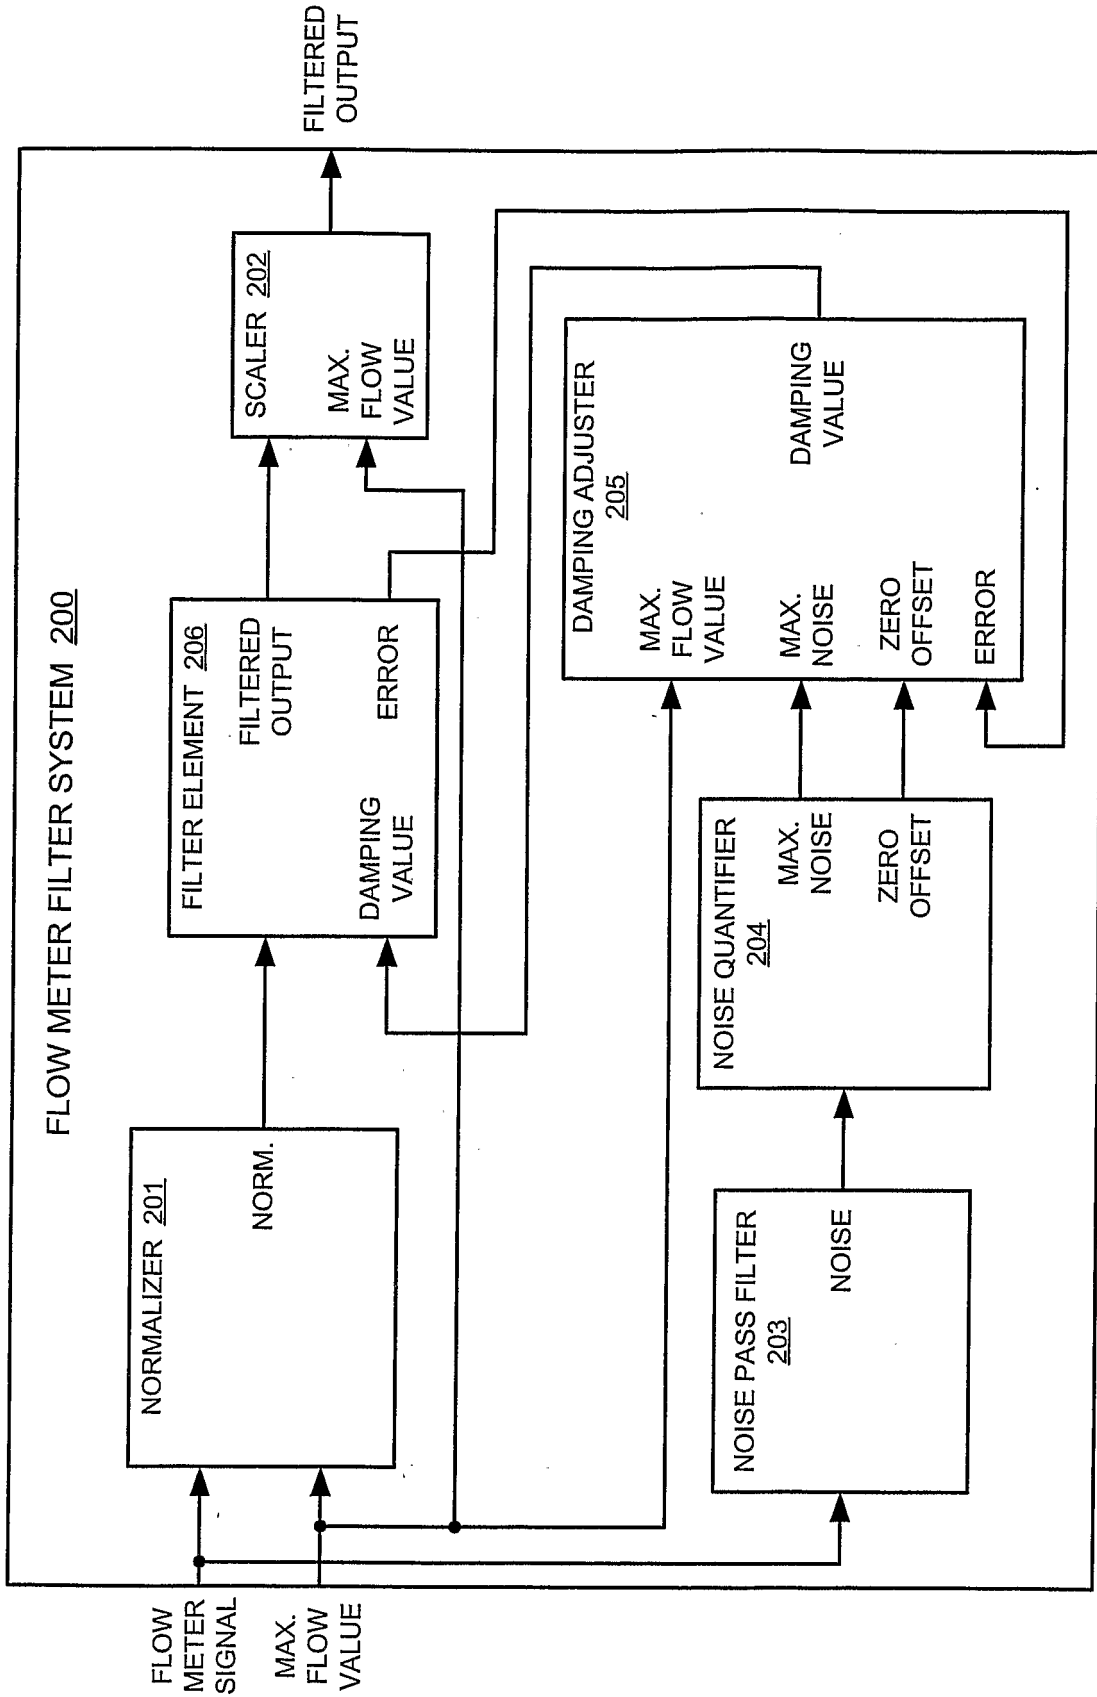 FLOW METER FILTER SYSTEM 200
FLOW
METER
SIGNAL
MAX.
FLOW
VALUE
NORMALIZER 201
NORM.
FILTER ELEMENT 206
FILTERED
OUTPUT
DAMPING
VALUE
ERROR
SCALER 202
MAX.
FLOW
VALUE
FILTERED
OUTPUT
NOISE PASS FILTER
203
NOISE
NOISE QUANTIFIER
204
MAX.
NOISE
ZERO
OFFSET
DAMPING ADJUSTER
205
MAX.
FLOW
VALUE
MAX.
NOISE
ZERO
OFFSET
ERROR
DAMPING
VALUE